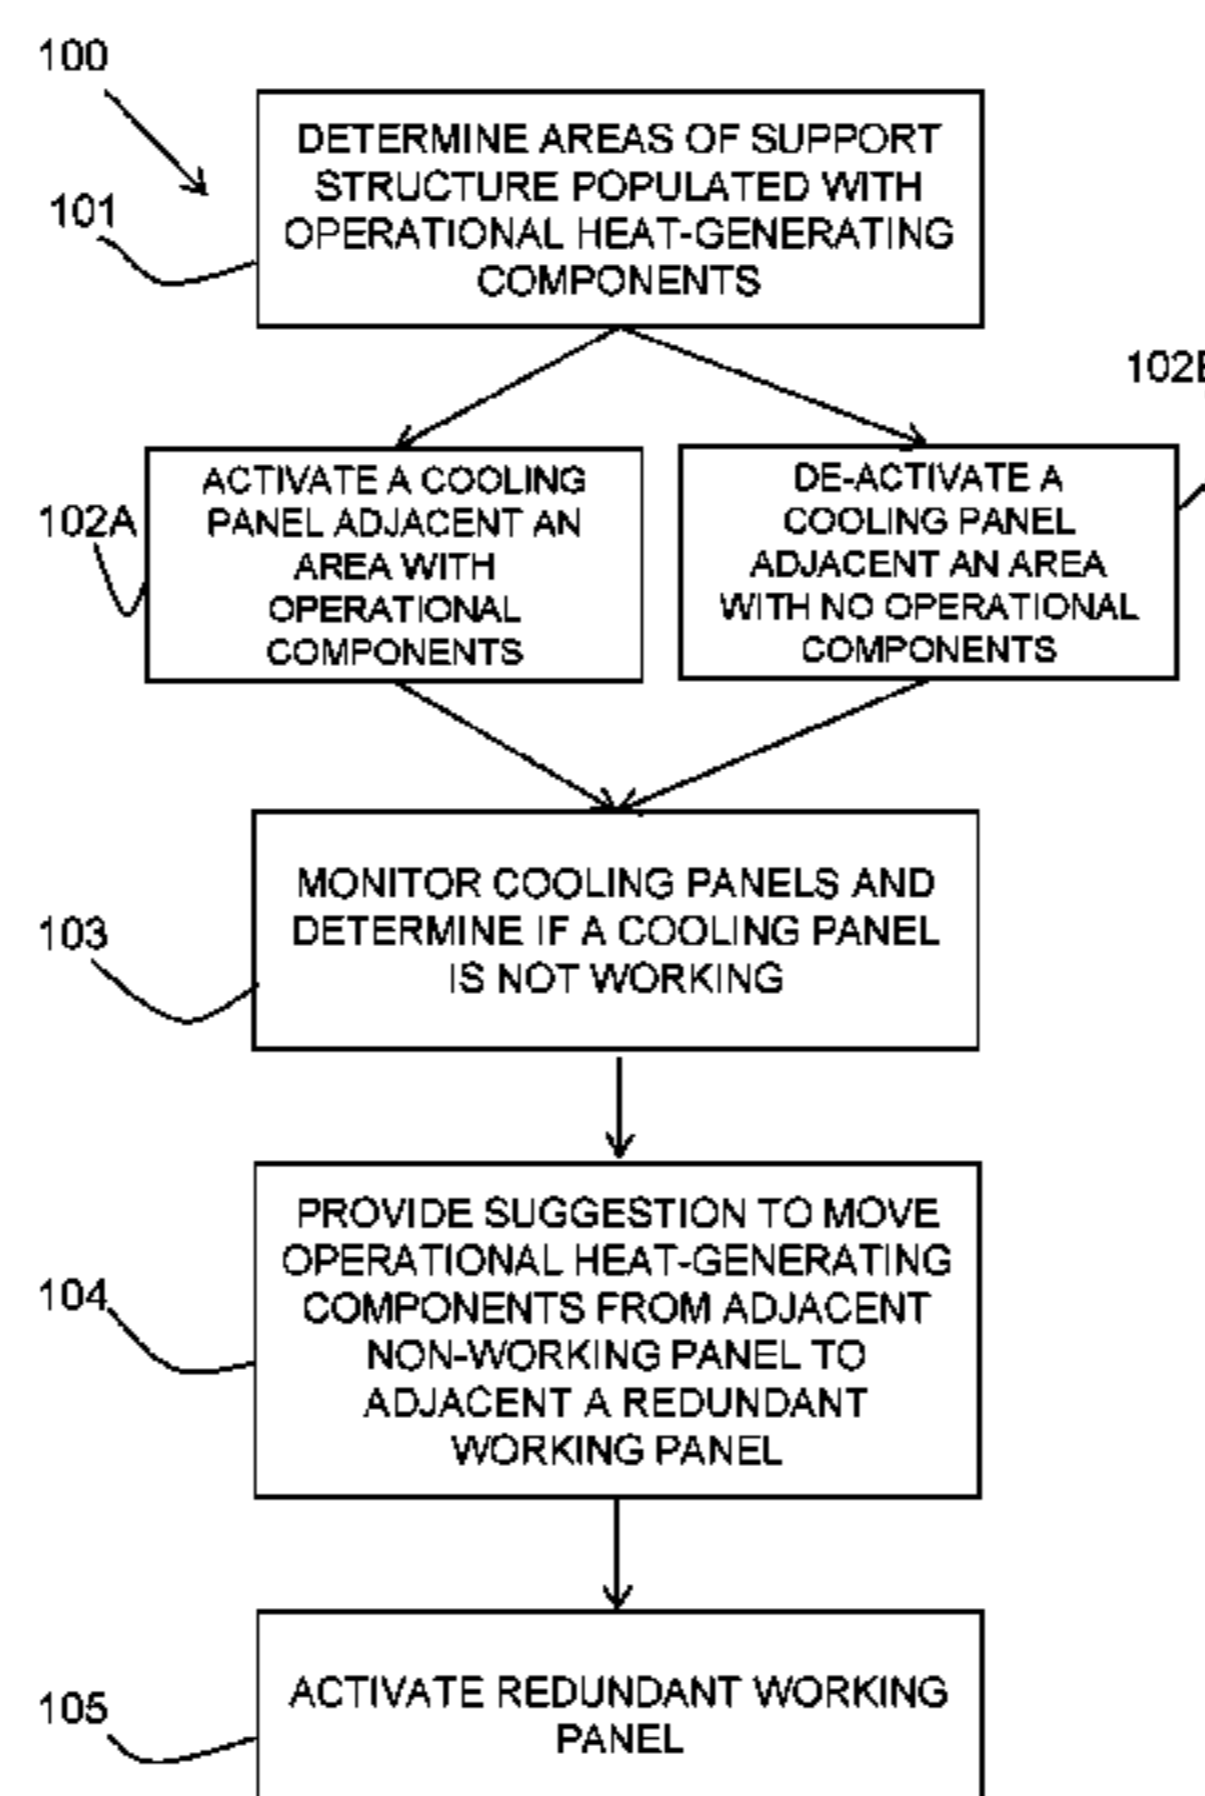 100
DETERMINE AREAS OF SUPPORT
STRUCTURE POPULATED WITH
OPERATIONAL HEAT-GENERATING
COMPONENTS
101
102A
ACTIVATE A COOLING
PANEL ADJACENT AN
AREA WITH
OPERATIONAL
COMPONENTS
DE-ACTIVATE A
COOLING PANEL
ADJACENT AN AREA
WITH NO OPERATIONAL
COMPONENTS
103
MONITOR COOLING PANELS AND
DETERMINE IF A COOLING PANEL
IS NOT WORKING
104
PROVIDE SUGGESTION TO MOVE
OPERATIONAL HEAT-GENERATING
COMPONENTS FROM ADJACENT
NON-WORKING PANEL TO
ADJACENT A REDUNDANT
WORKING PANEL
105
ACTIVATE REDUNDANT WORKING
PANEL